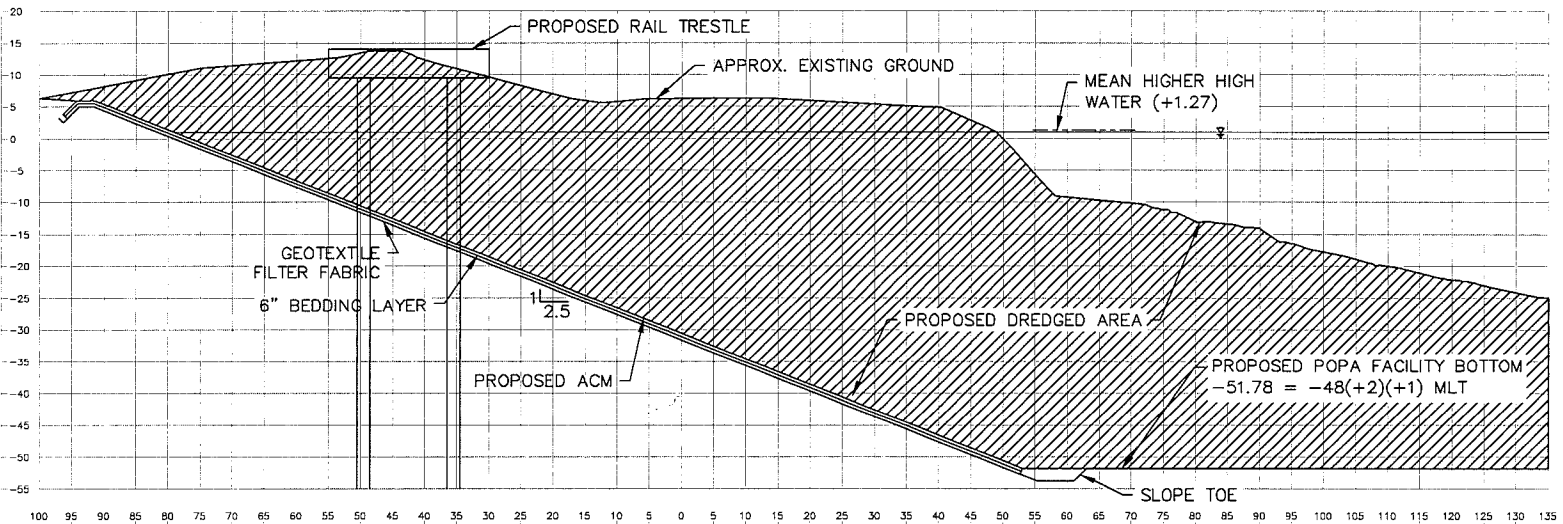 20
15
10
5
0
-5
-10
-15
-20
-25
-30
-35
-40
-45
-50
-55
PROPOSED RAIL TRESTLE
APPROX. EXISTING GROUND
MEAN HIGHER HIGH
WATER (+1.27)
GEOTEXTILE
FILTER FABRIC
6" BEDDING LAYER
1
2.5
PROPOSED ACM
PROPOSED DREDGED AREA
PROPOSED POPA FACILITY BOTTOM
-51.78 = -48(+2)(+1) MLT
SLOPE TOE
100 95 90 85 80 75 70 65 60 55 50 45 40 35 30 25 20 15 10 5 0 5 10 15 20 25 30 35 40 45 50 55 60 65 70 75 80 85 90 95 100 105 110 115 120 125 130 135